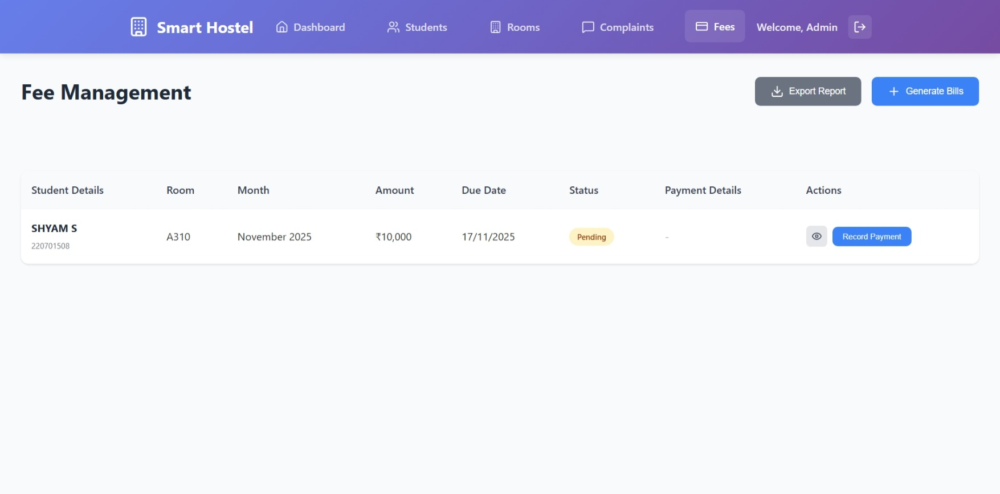 Smart Hostel Dashboard Students Rooms Complaints Fees Welcome, Admin
Fee Management Export Report Generate Bills
Student Details Room Month Amount Due Date Status Payment Details Actions
SHYAM S
220701508
A310 November 2025 ₹10,000 17/11/2025 Pending - Record Payment